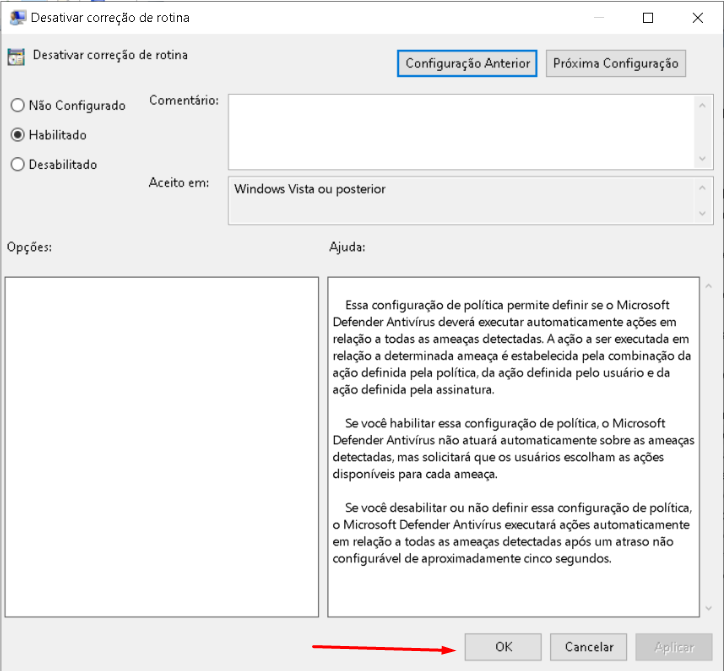 Desativar correção de rotina
Desativar correção de rotina
Configuração Anterior
Próxima Configuração
Não Configurado
Habilitado
Desabilitado
Comentário:
Aceito em:
Windows Vista ou posterior
Opções:
Ajuda:
Essa configuração de política permite definir se o Microsoft
Defender Antivírus deverá executar automaticamente ações em
relação a todas as ameaças detectadas. A ação a ser executada em
relação a determinada ameaça é estabelecida pela combinação da
ação definida pela política, da ação definida pelo usuário e da
ação definida pela assinatura.
Se você habilitar essa configuração de política, o Microsoft
Defender Antivírus não atuará automaticamente sobre as ameaças
detectadas, mas solicitará que os usuários escolham as ações
disponíveis para cada ameaça.
Se você desabilitar ou não definir essa configuração de política,
o Microsoft Defender Antivírus executará ações automaticamente
em relação a todas as ameaças detectadas após um atraso não
configurável de aproximadamente cinco segundos.
OK
Cancelar
Aplicar